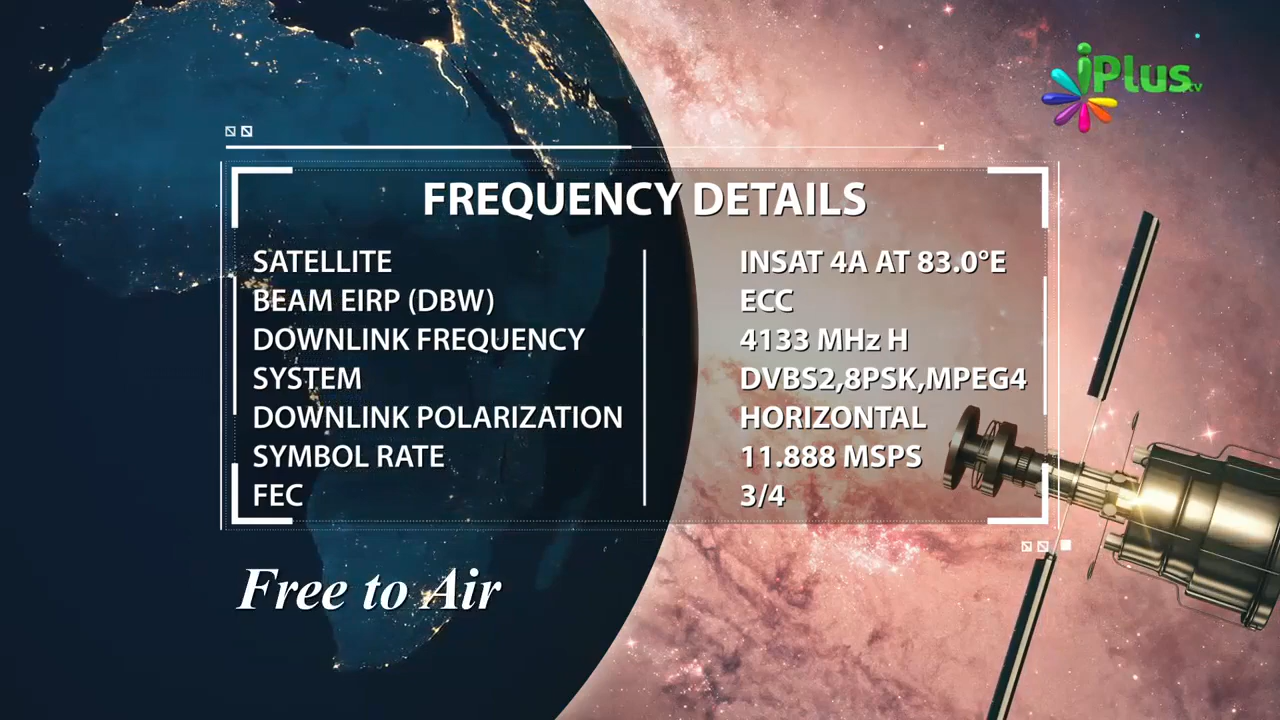 iPlus tv
FREQUENCY DETAILS
SATELLITE INSAT 4A AT 83.0°E
BEAM EIRP (DBW) ECC
DOWNLINK FREQUENCY 4133 MHz H
SYSTEM DVBS2,8PSK,MPEG4
DOWNLINK POLARIZATION HORIZONTAL
SYMBOL RATE 11.888 MSPS
FEC 3/4
Free to Air